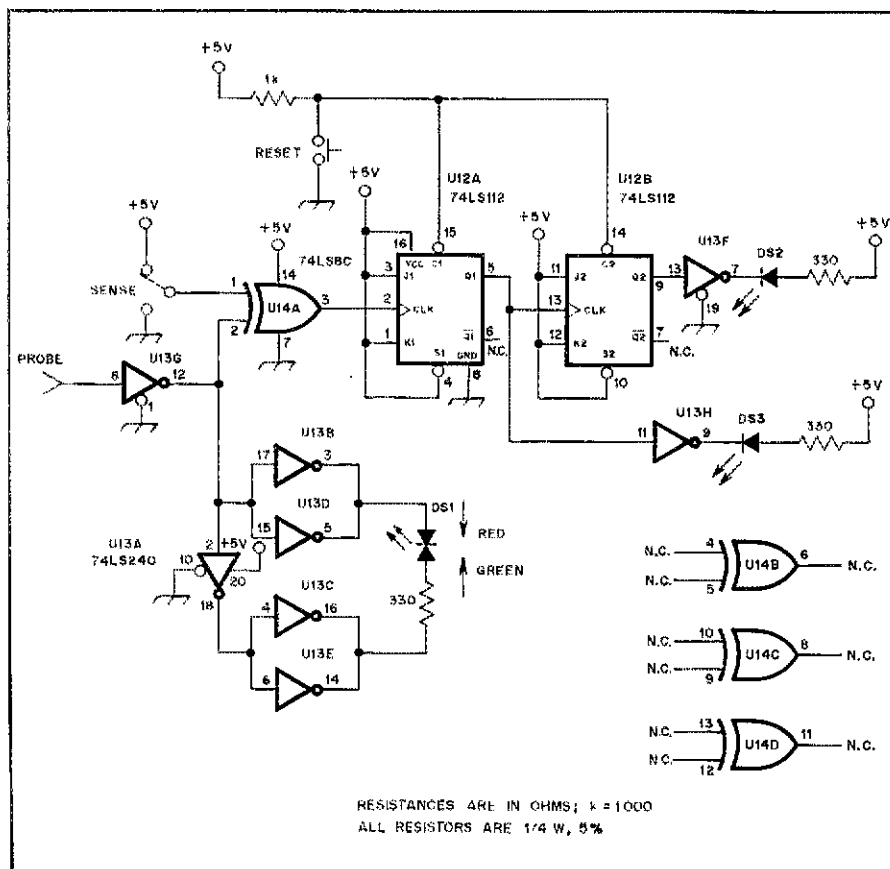 +5V
1k
RESET
+5V
U12A
74LS112
U12B
74LS112
+5V
SENSE
+5V
74LS8C
1
2
14
U14A
3
7
16
VCC
C1
15
3
J1
Q1
5
2
CLK
1
K1
Q1
6
N.C.
S1
GND
4
8
+5V
14
C2
11
J2
Q2
9
13
CLK
12
K2
Q2
7
N.C.
S2
10
U13F
13
7
19
DS2
330
+5V
PROBE
U13G
8
12
1
U13H
11
9
DS3
330
+5V
U13B
17
3
U13D
15
5
U13A
74LS240
2
+5V
10
20
18
U13C
4
16
U13E
6
14
DS1
RED
GREEN
330
N.C.
4
N.C.
5
U14B
6
N.C.
N.C.
10
N.C.
9
U14C
8
N.C.
N.C.
13
N.C.
12
U14D
11
N.C.
RESISTANCES ARE IN OHMS; k = 1000
ALL RESISTORS ARE 1/4 W, 5%